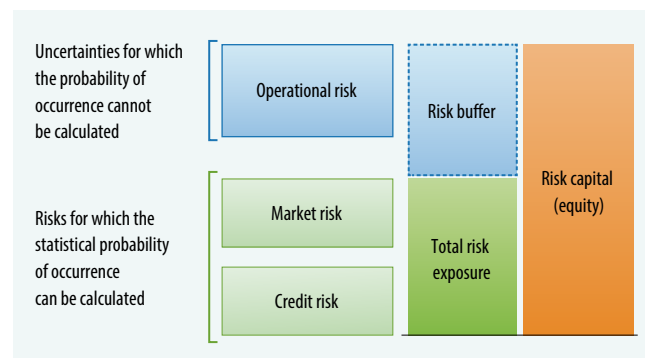 Uncertainties for which
the probability of
occurrence cannot
be calculated
Operational risk
Risk buffer
Risk capital
(equity)
Risks for which the
statistical probability
of occurrence
can be calculated
Market risk
Credit risk
Total risk
exposure